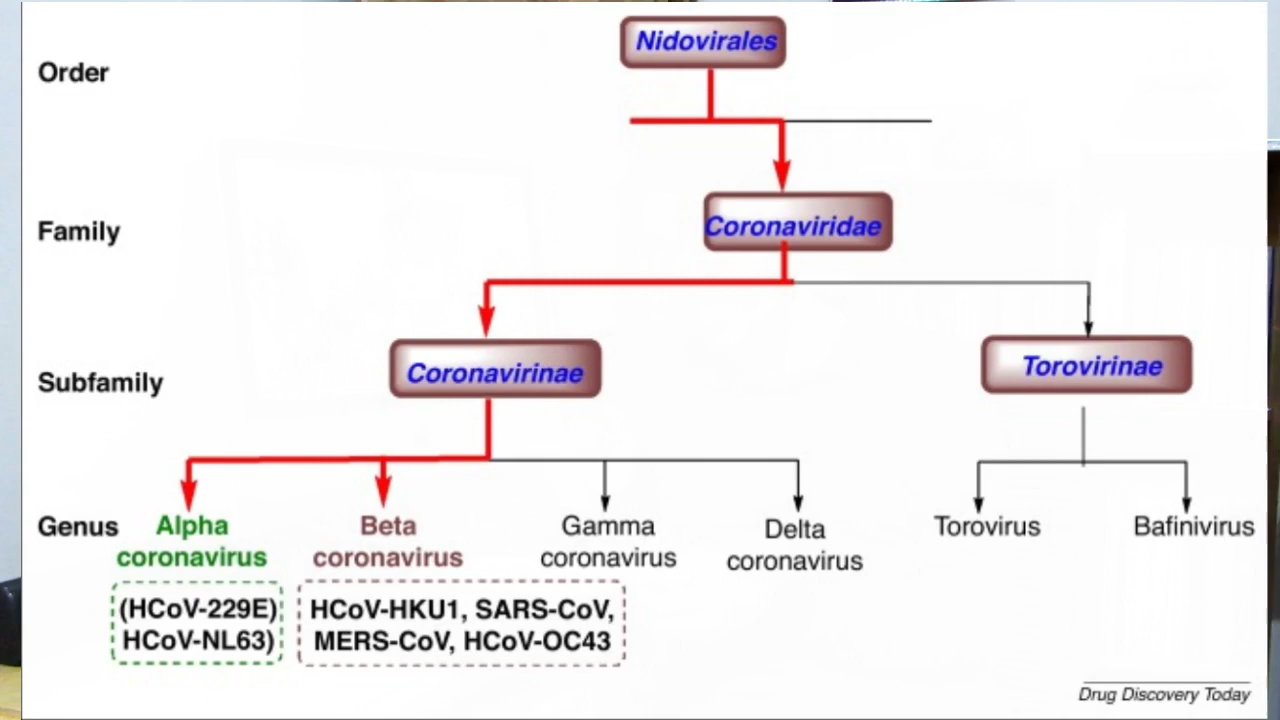 Nidovirales
Order
Family
Coronaviridae
Subfamily
Coronavirinae
Torovirinae
Genus
Alpha
coronavirus
Beta
coronavirus
Gamma
coronavirus
Delta
coronavirus
Torovirus
Bafinivirus
(HCoV-229E)
HCoV-NL63)
HCoV-HKU1, SARS-CoV,
MERS-CoV, HCoV-OC43
Drug Discovery Today